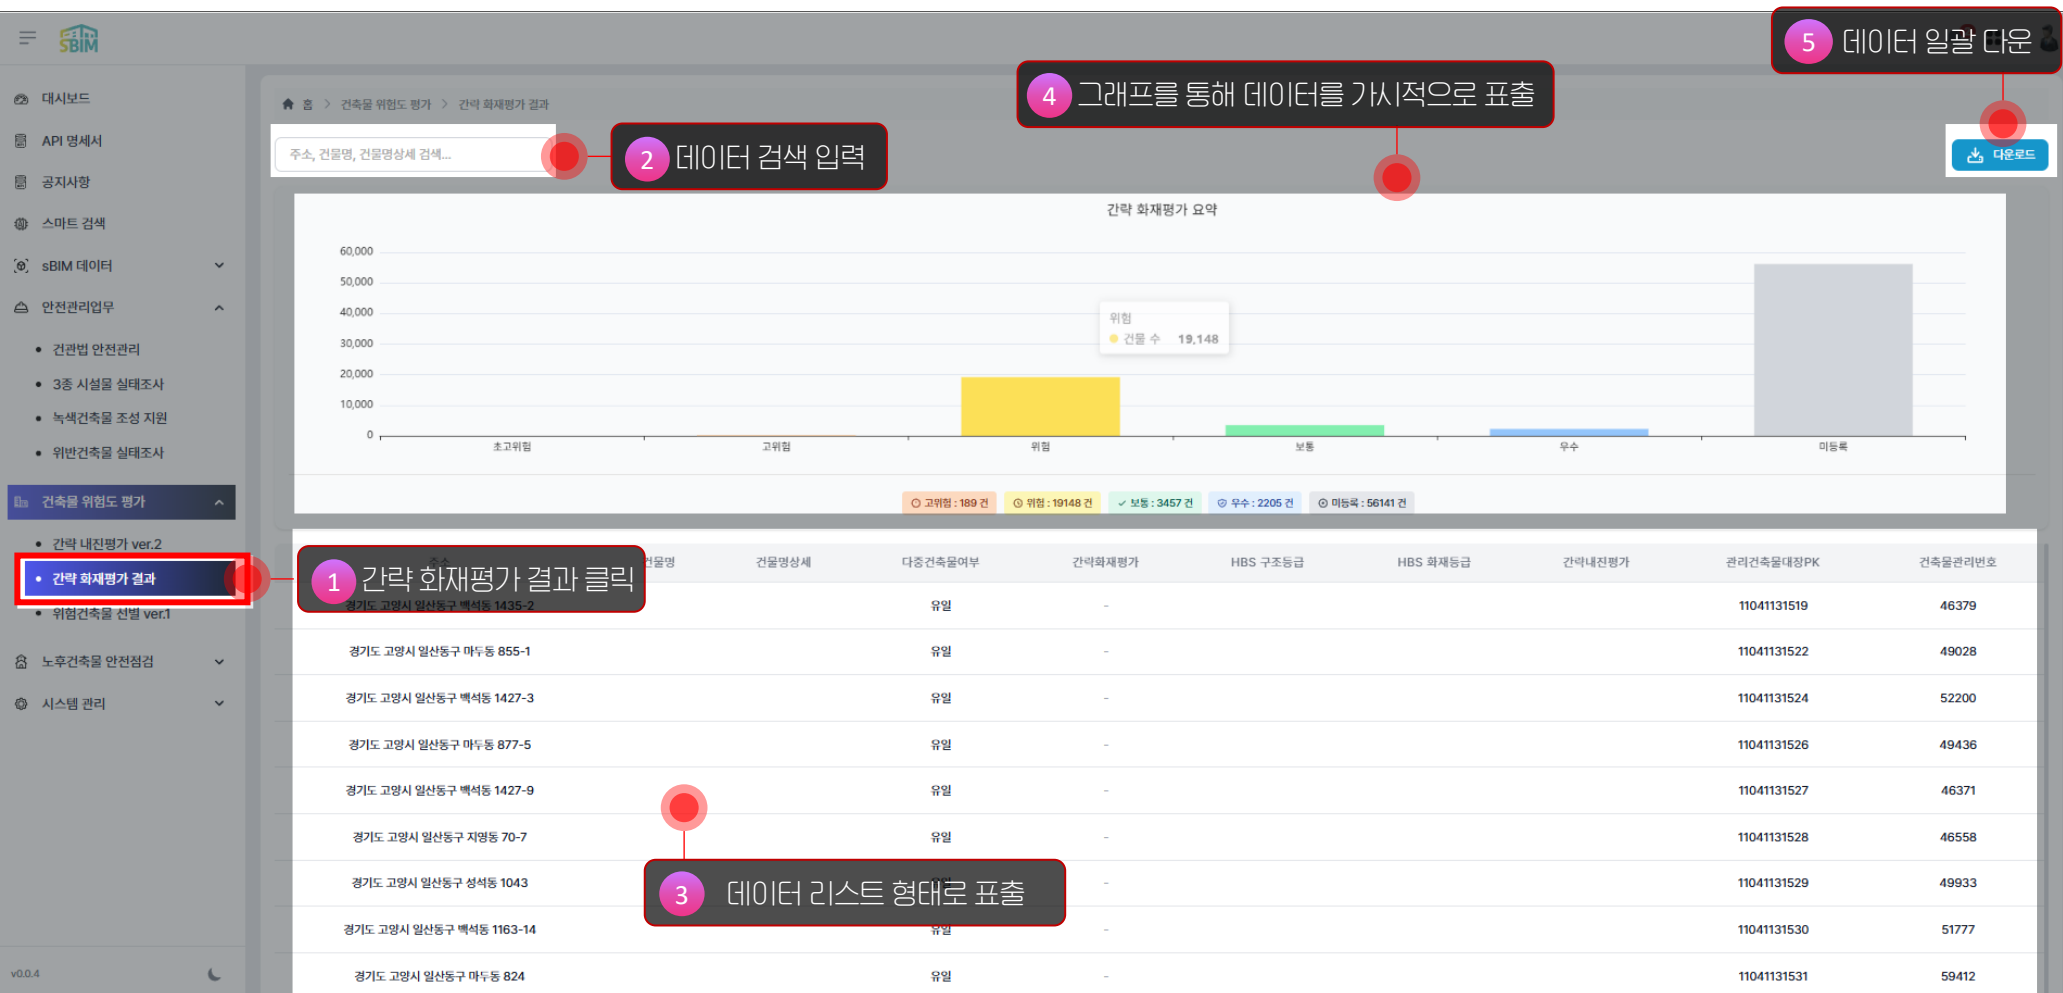 SBIM
5 데이터 일괄 다운
대시보드
API 명세서
공지사항
스마트 검색
sBIM 데이터
안전관리업무
건관법 안전관리
3종 시설물 실태조사
녹색건축물 조성 지원
위반건축물 실태조사
건축물 위험도 평가
간략 내진평가 ver.2
간략 화재평가 결과
위험건축물 선별 ver.1
노후건축물 안전점검
시스템 관리
v0.0.4
홈 > 건축물 위험도 평가 > 간략 화재평가 결과
4 그래프를 통해 데이터를 가시적으로 표출
주소, 건물명, 건물명상세 검색...
2 데이터 검색 입력
다운로드
간략 화재평가 요약
60,000
50,000
40,000
30,000
20,000
10,000
0
위험
건물 수 19,148
초고위험 고위험 위험 보통 우수 미등록
고위험 : 189 건 위험 : 19148 건 보통 : 3457 건 우수 : 2205 건 미등록 : 56141 건
1 간략 화재평가 결과 클릭
주소 건물명 건물명상세 다중건축물여부 간략화재평가 HBS 구조등급 HBS 화재등급 간략내진평가 관리건축물대장PK 건축물관리번호
경기도 고양시 일산동구 백석동 1435-2 유일 - 11041131519 46379
경기도 고양시 일산동구 마두동 855-1 유일 - 11041131522 49028
경기도 고양시 일산동구 백석동 1427-3 유일 - 11041131524 52200
경기도 고양시 일산동구 마두동 877-5 유일 - 11041131526 49436
경기도 고양시 일산동구 백석동 1427-9 유일 - 11041131527 46371
경기도 고양시 일산동구 지영동 70-7 유일 - 11041131528 46558
경기도 고양시 일산동구 성석동 1043 유일 - 11041131529 49933
3 데이터 리스트 형태로 표출
경기도 고양시 일산동구 백석동 1163-14 유일 - 11041131530 51777
경기도 고양시 일산동구 마두동 824 유일 - 11041131531 59412